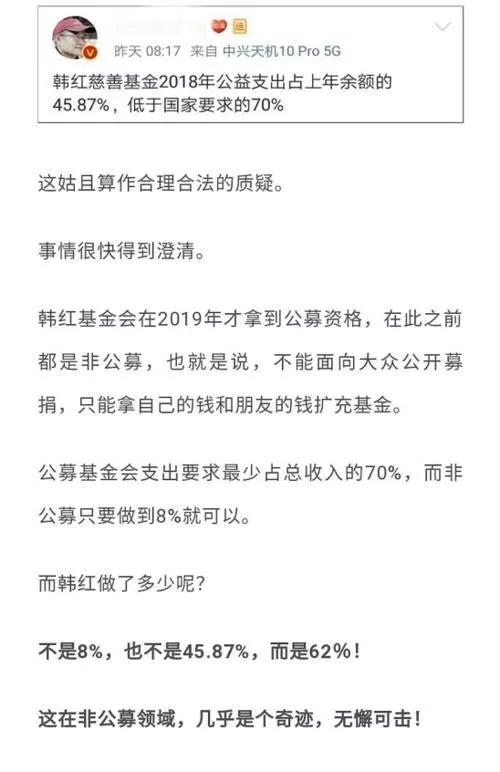 昨天 08:17 来自 中兴天机10 Pro 5G
韩红慈善基金2018年公益支出占上年余额的
45.87%，低于国家要求的70%
这姑且算作合理合法的质疑。
事情很快得到澄清。
韩红基金会在2019年才拿到公募资格，在此之前
都是非公募，也就是说，不能面向大众公开募
捐，只能拿自己的钱和朋友的钱扩充基金。
公募基金会支出要求最少占总收入的70%，而非
公募只要做到8%就可以。
而韩红做了多少呢？
不是8%，也不是45.87%，而是62%！
这在非公募领域，几乎是个奇迹，无懈可击！